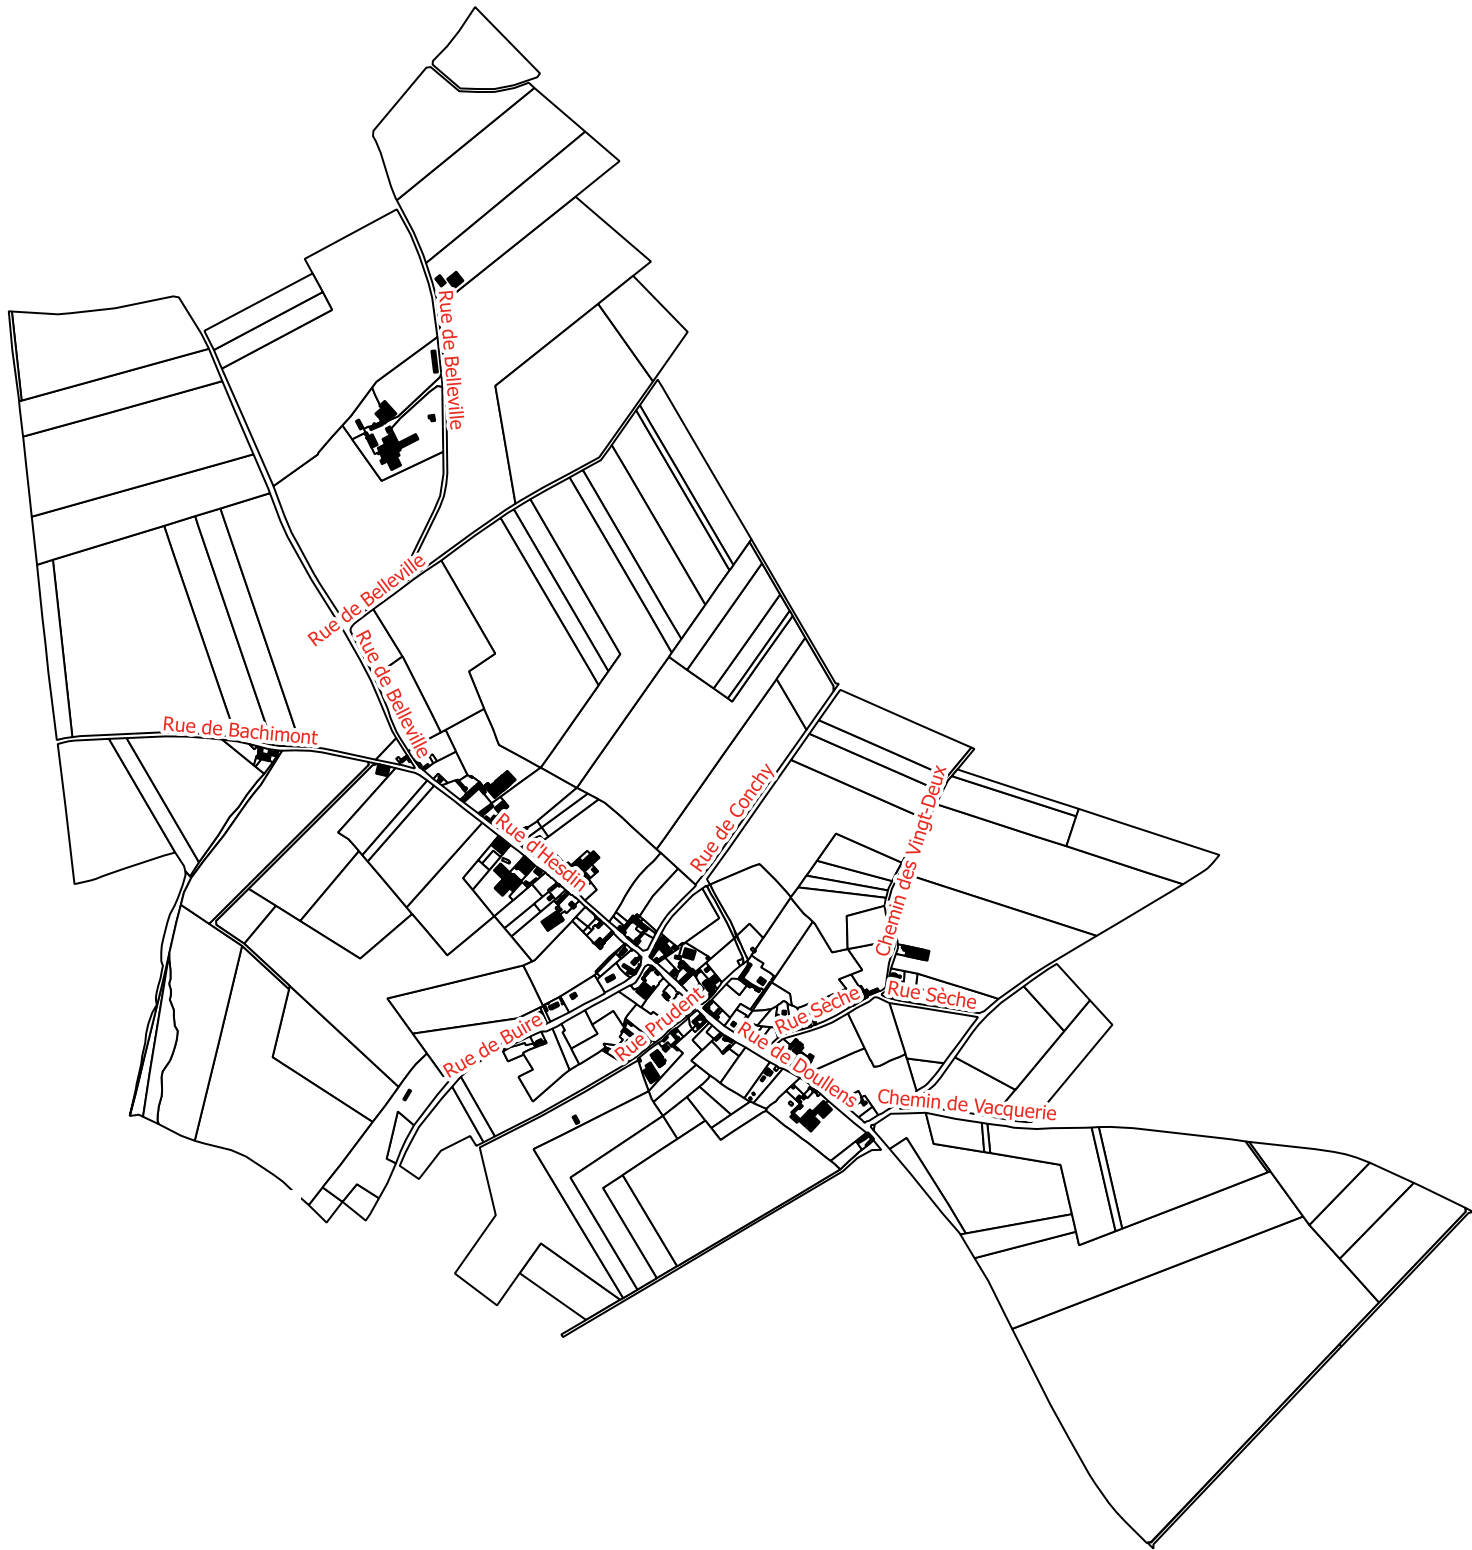 Rue de Belleville
Rue de Belleville
Rue de Belleville
Rue de Bachimont
Rue de Conchy
Chemin des Vingt-Deux
Rue d'Hesdin
Rue Sèche
Rue Sèche
Rue Prudent
Rue de Buire
Rue de Doullens
Chemin de Vacquerie